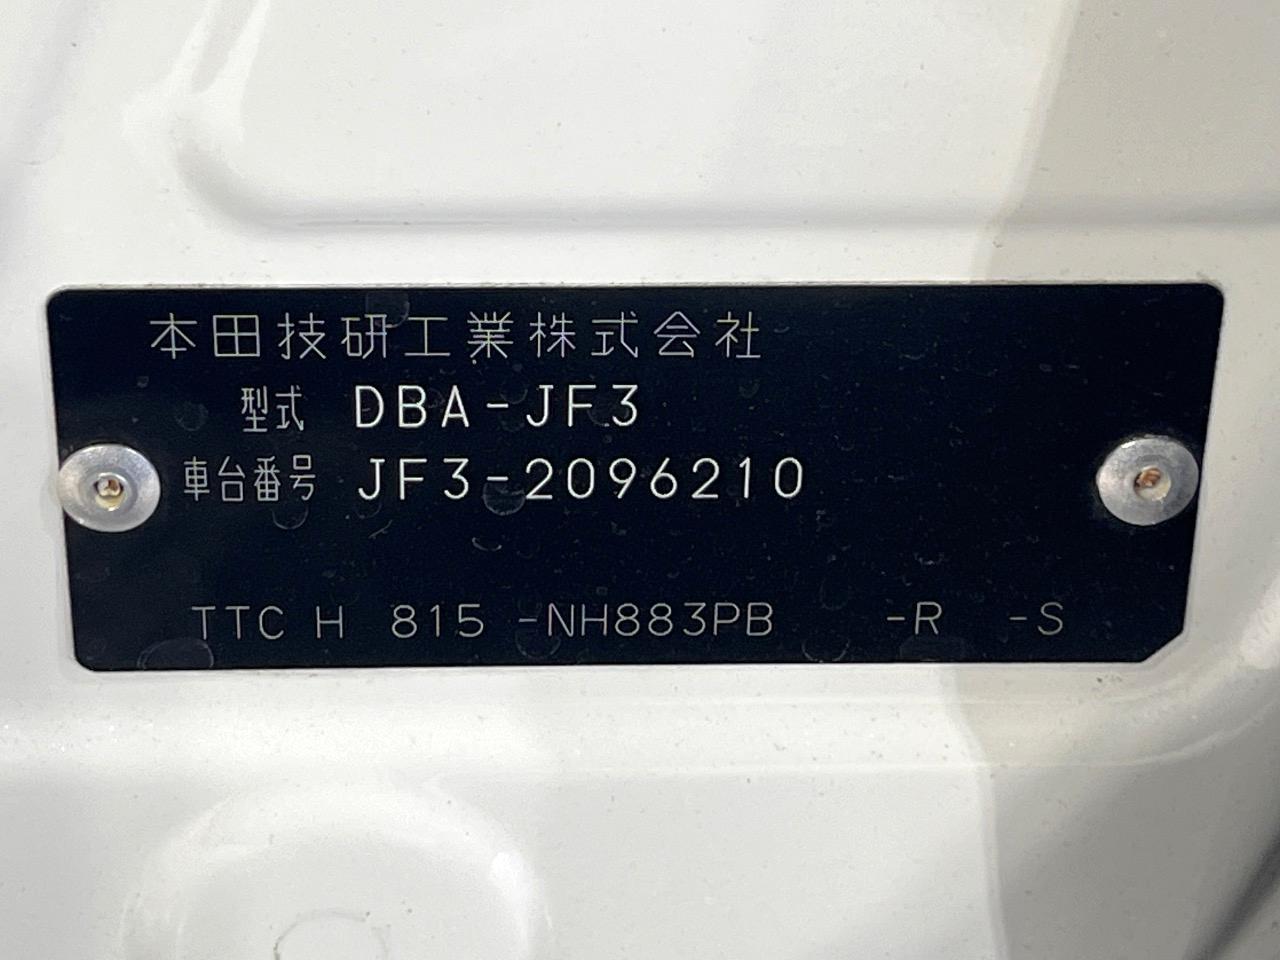 本田技研工業株式会社
型式 DBA-JF3
車台番号 JF3-2096210
TTC H 815 -NH883PB -R -S